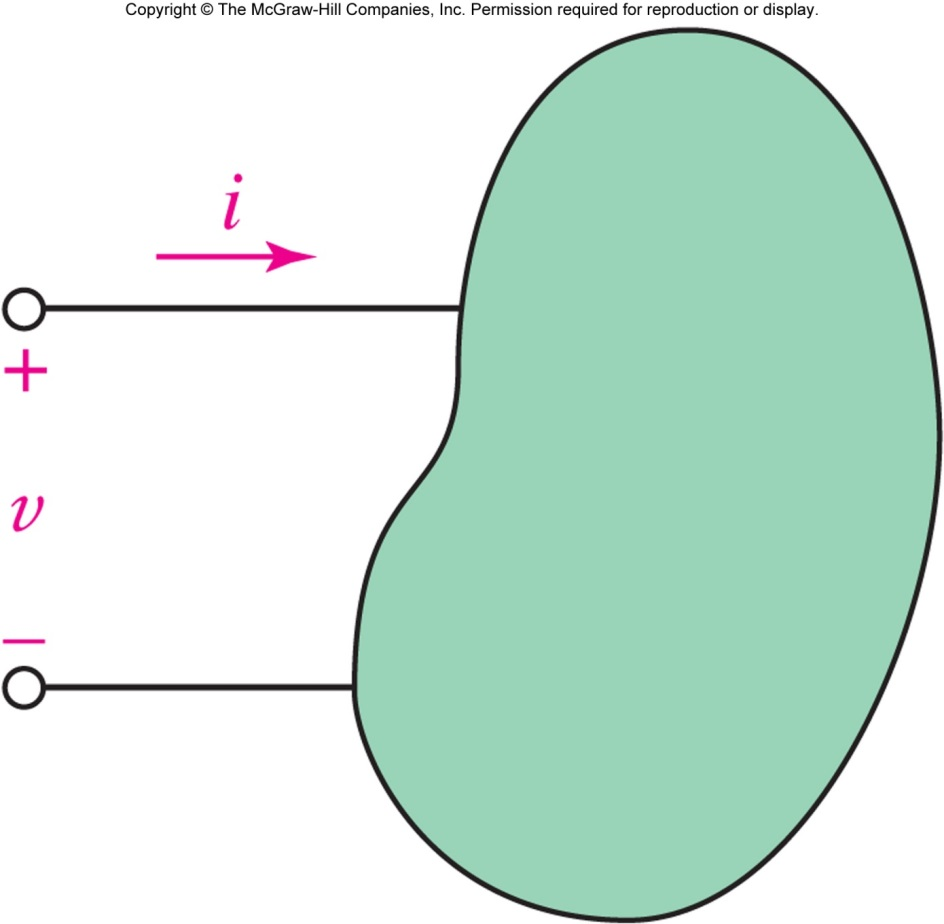 Copyright © The McGraw-Hill Companies, Inc. Permission required for reproduction or display.
i
+
v
−